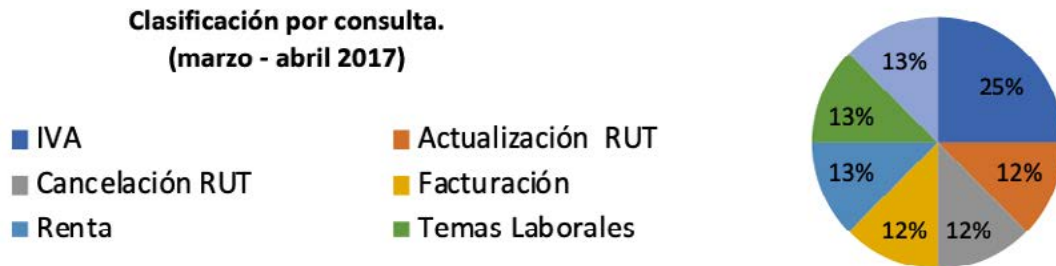 Clasificación por consulta.
(marzo - abril 2017)
IVA
Actualización RUT
Cancelación RUT
Facturación
Renta
Temas Laborales
13%
25%
13%
13%
12%
12%
12%